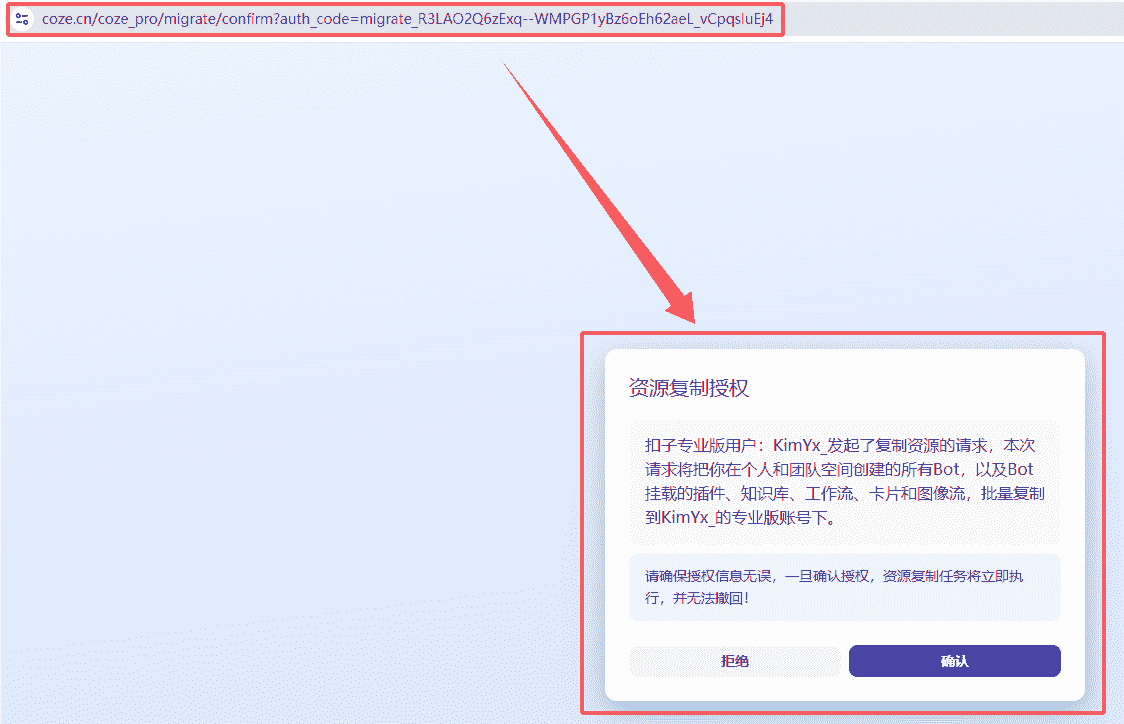 coze.cn/coze_pro/migrate/confirm?auth_code=migrate_R3LAO2Q6zExq--WMPGP1yBz6oEh62aeL_vCpqsIuEj4
资源复制授权
扣子专业版用户：KimYx_发起了复制资源的请求，本次
请求将把你在个人和团队空间创建的所有Bot，以及Bot
挂载的插件、知识库、工作流、卡片和图像流，批量复制
到KimYx_的专业版账号下。
请确保授权信息无误，一旦确认授权，资源复制任务将立即执
行，并无法撤回！
拒绝
确认